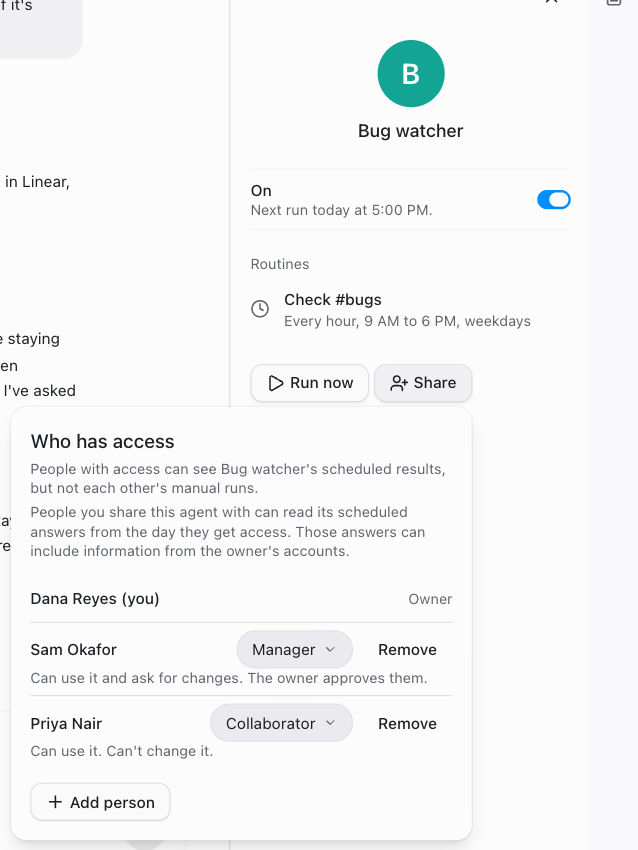 f it's
in Linear,
e staying
en
I've asked
B
Bug watcher
On
Next run today at 5:00 PM.
Routines
Check #bugs
Every hour, 9 AM to 6 PM, weekdays
Run now
Share
Who has access
People with access can see Bug watcher's scheduled results,
but not each other's manual runs.
People you share this agent with can read its scheduled
answers from the day they get access. Those answers can
include information from the owner's accounts.
Dana Reyes (you)
Owner
Sam Okafor
Manager
Remove
Can use it and ask for changes. The owner approves them.
Priya Nair
Collaborator
Remove
Can use it. Can't change it.
Add person